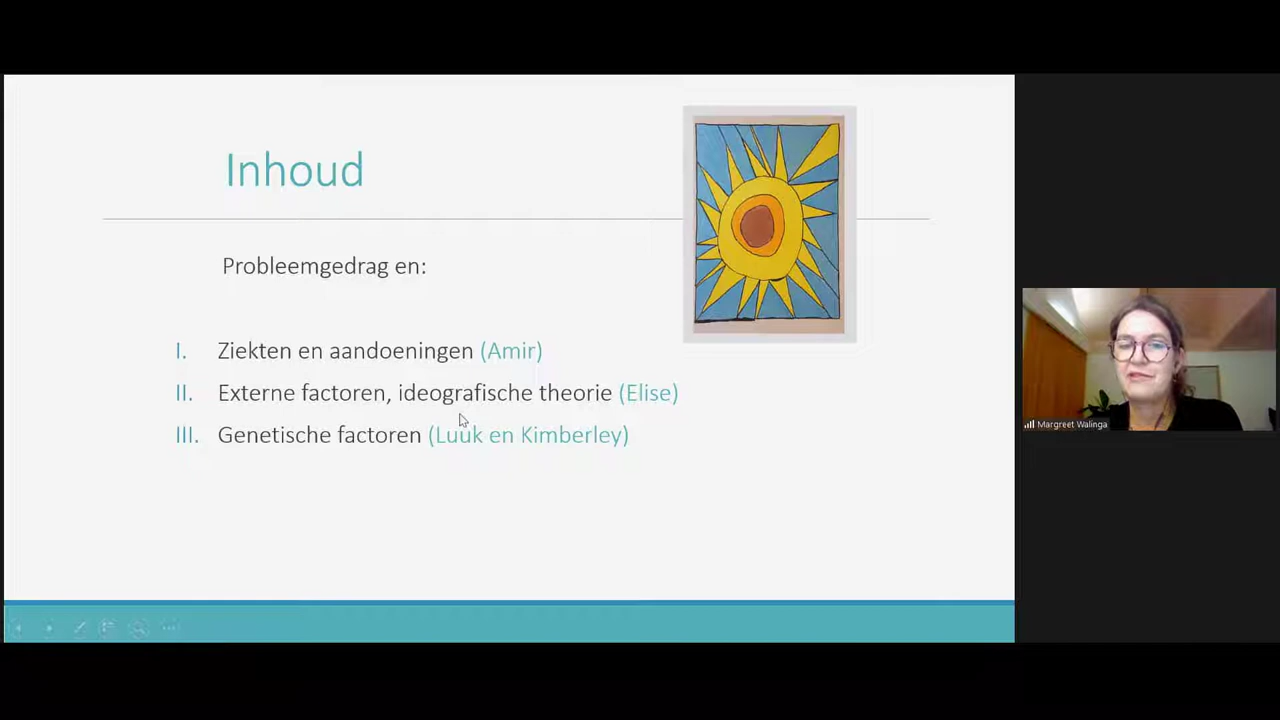 Inhoud
Probleemgedrag en:
I. Ziekten en aandoeningen (Amir)
II. Externe factoren, ideografische theorie (Elise)
III. Genetische factoren (Luuk en Kimberley)
Margreet Walinga